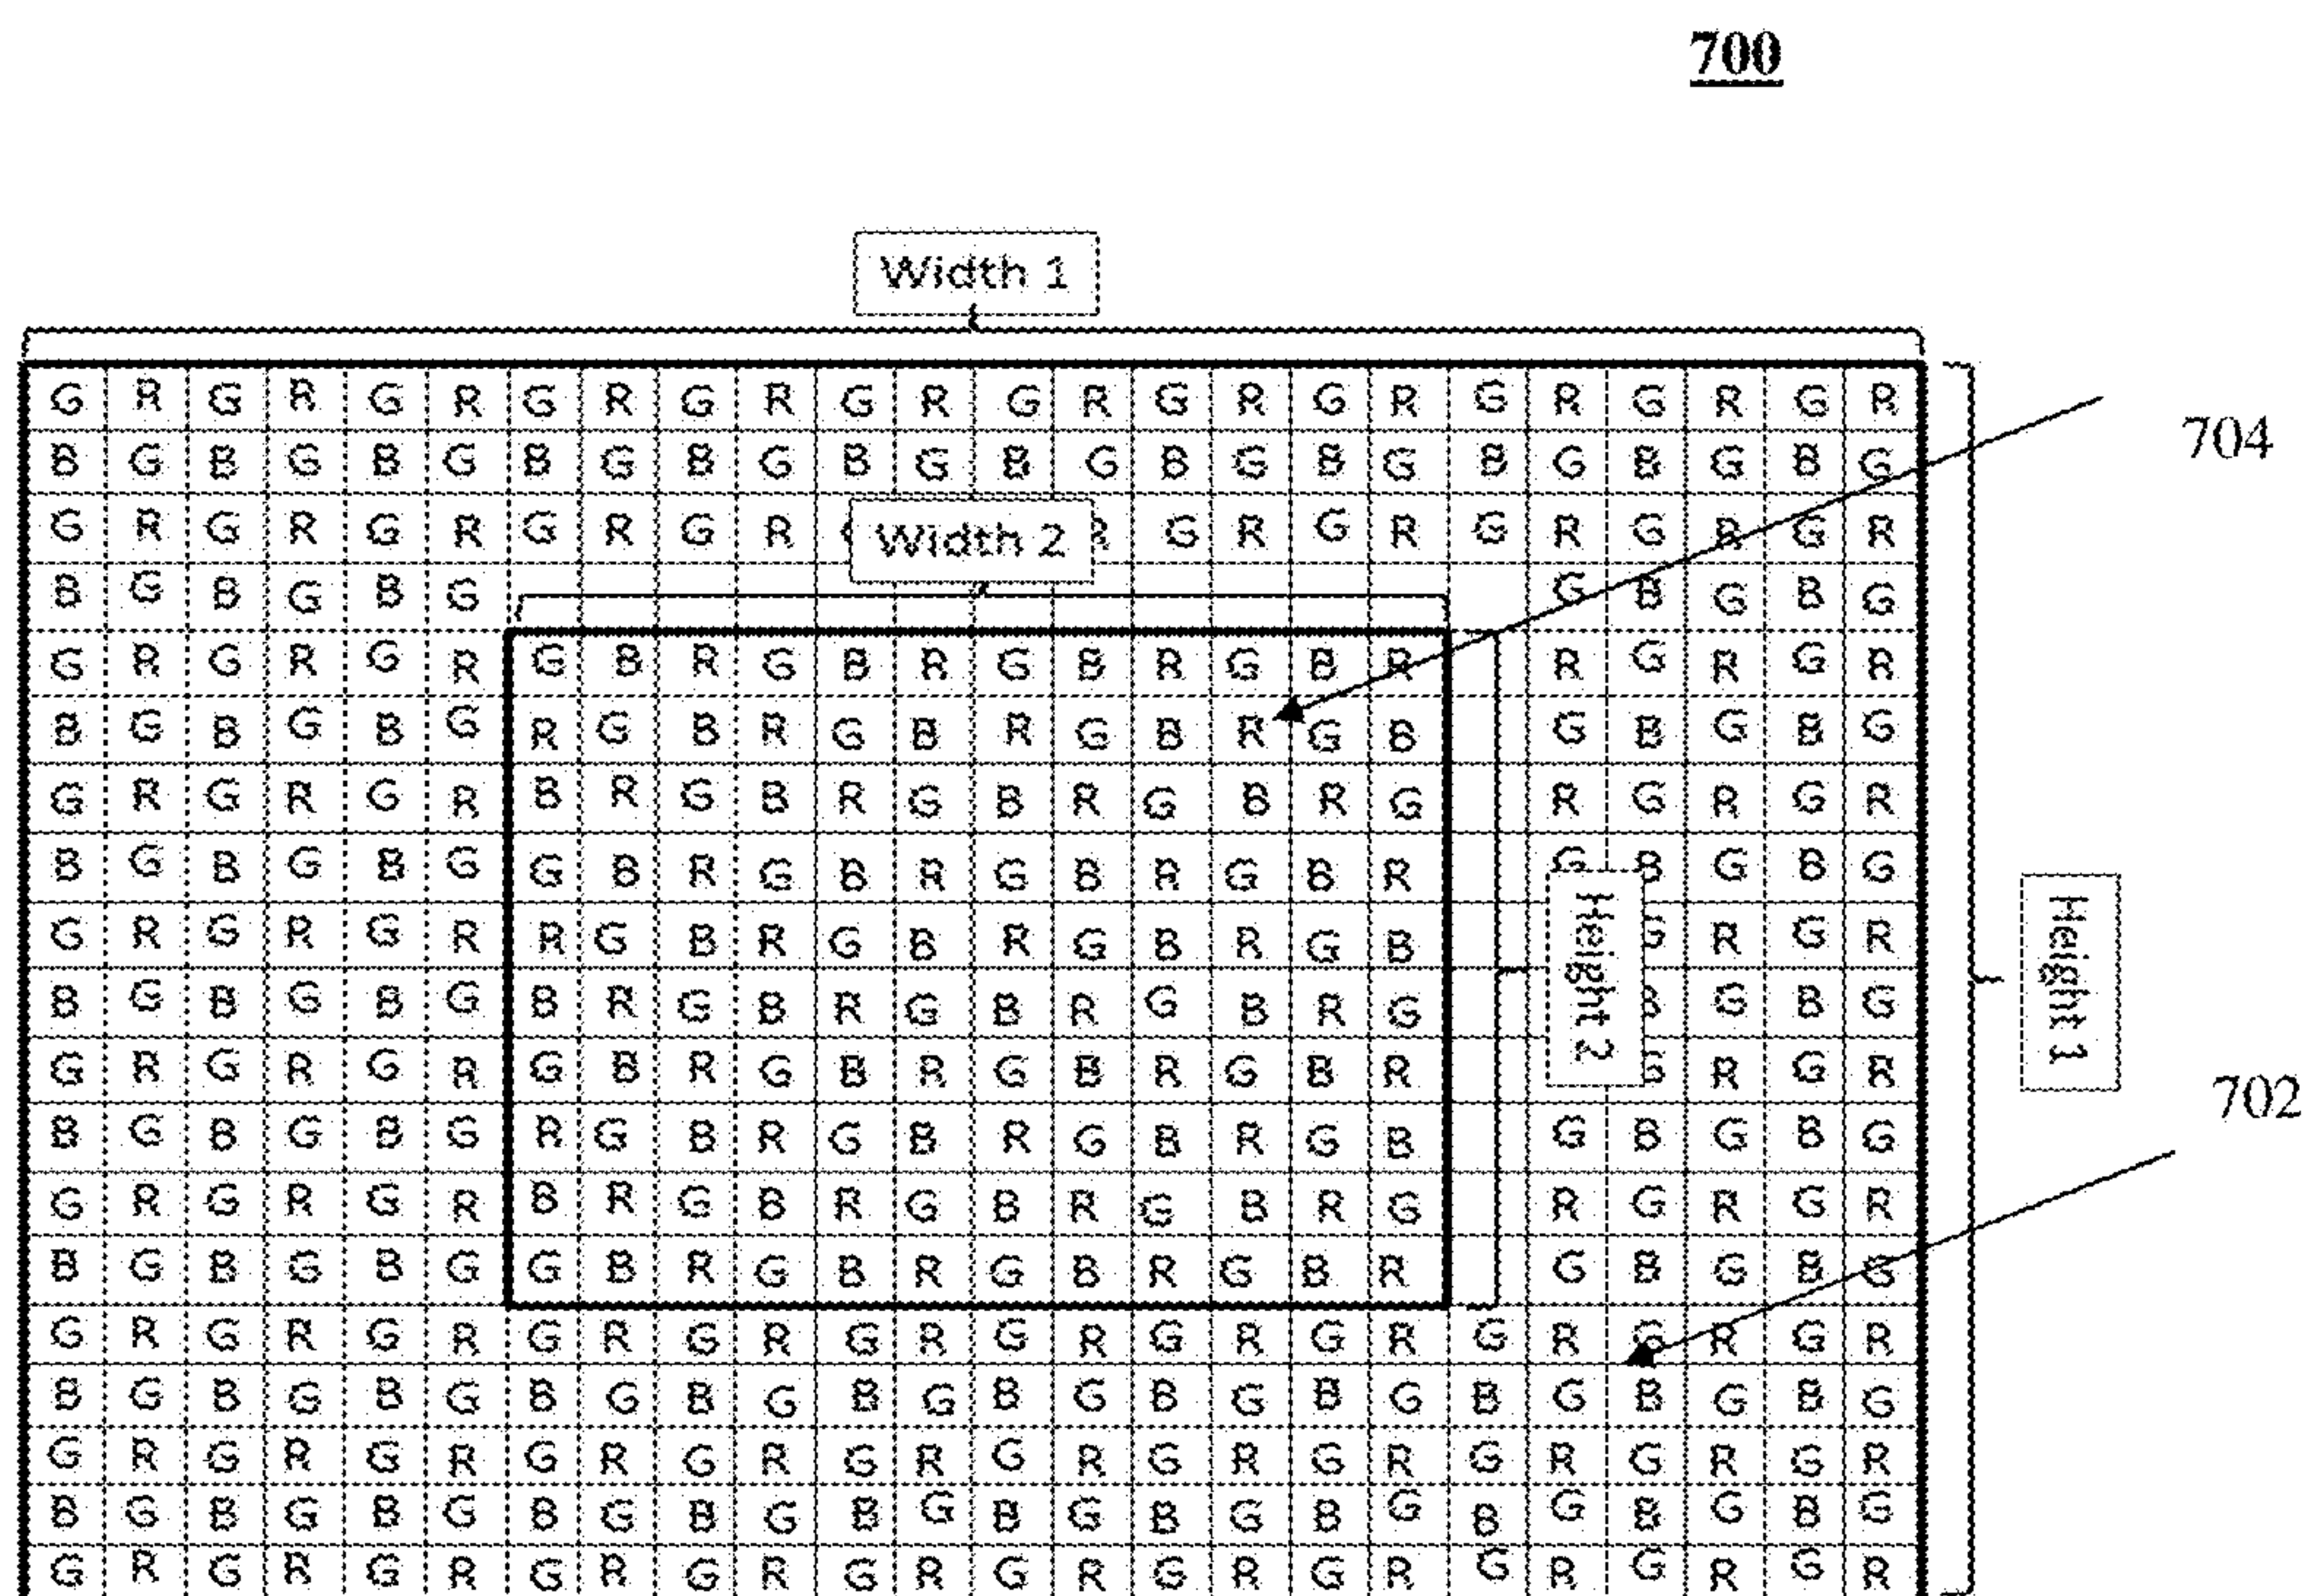 700
Width 1
G R G R G R G R G R G R G R G R G R G R G R G R
B G B G B G B G B G B G B G B G B G B G B G B G
704
G R G R G R G R G R Width 2 R G R G R G R G R G R
B G B G B G G B G B G
G R G R G R G B R G B R G B R G B R R G R G R
B G B G B G R G B R G B R G B R G B G B G B G
G R G R G R B R G B R G B R G B R G R G R G R
B G B G B G G B R G B R G B R G B R G B G B G
G R G R G R R G B R G B R G B R G B G R G R
Height 2
Height 1
B G B G B G B R G B R G B R G B R G B G B G
G R G R G R G B R G B R G B R G B R G R G R
702
B G B G B G R G B R G B R G B R G B G B G B G
G R G R G R B R G B R G B R G B R G R G R G R
B G B G B G G B R G B R G B R G B R G B G B G
G R G R G R G R G R G R G R G R G R G R G R G R
B G B G B G B G B G B G B G B G B G B G B G B G
G R G R G R G R G R G R G R G R G R G R G R G R
B G B G B G B G B G B G B G B G B G B G B G B G
G R G R G R G R G R G R G R G R G R G R G R G R